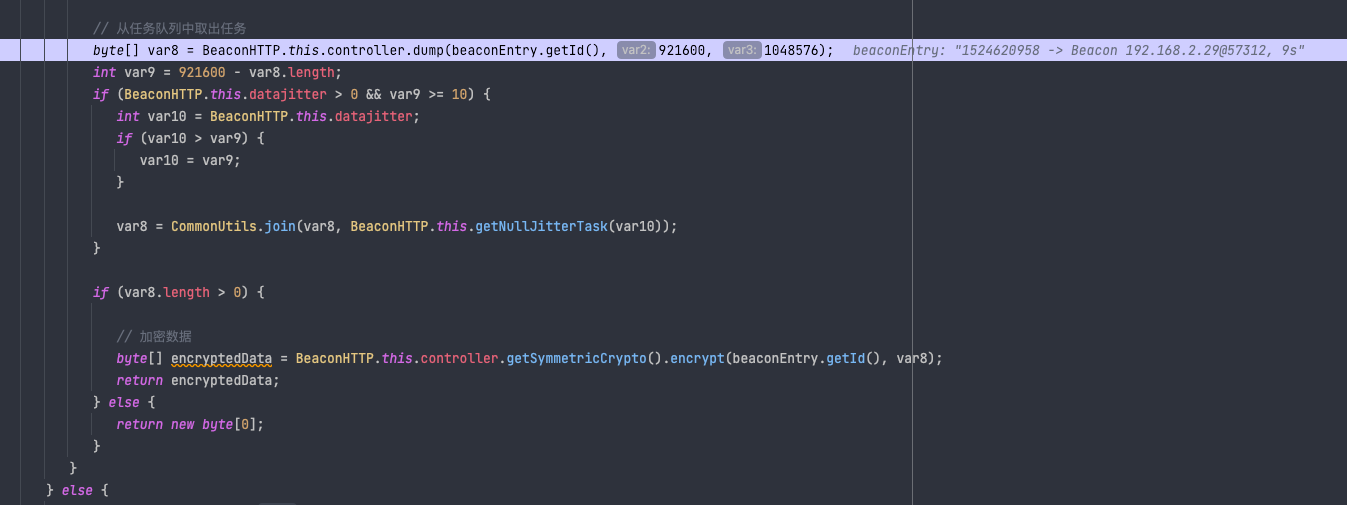 // 从任务队列中取出任务
byte[] var8 = BeaconHTTP.this.controller.dump(beaconEntry.getId(), var2: 921600, var3: 1048576);   beaconEntry: "1524620958 -> Beacon 192.168.2.29@57312, 9s"
int var9 = 921600 - var8.length;
if (BeaconHTTP.this.datajitter > 0 && var9 >= 10) {
int var10 = BeaconHTTP.this.datajitter;
if (var10 > var9) {
var10 = var9;
}
var8 = CommonUtils.join(var8, BeaconHTTP.this.getNullJitterTask(var10));
}
if (var8.length > 0) {
// 加密数据
byte[] encryptedData = BeaconHTTP.this.controller.getSymmetricCrypto().encrypt(beaconEntry.getId(), var8);
return encryptedData;
} else {
return new byte[0];
}
}
} else {